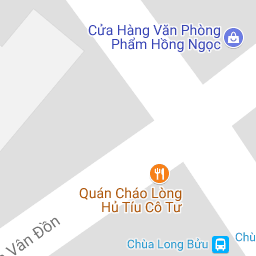 Cửa Hàng Văn Phòng
Phẩm Hồng Ngọc
Quán Cháo Lòng
Hủ Tíu Cô Tư
Vân Đồn
Chùa Long Bửu